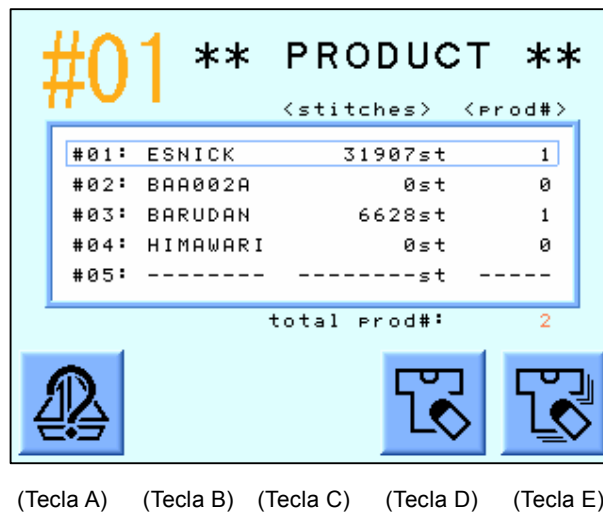 #01 ** PRODUCT **
<stitches> <prod#>
#01: ESNICK 31907st 1
#02: BAA002A 0st 0
#03: BARUDAN 6628st 1
#04: HIMAWARI 0st 0
#05: -------- --------st -----
total prod#: 2
(Tecla A) (Tecla B) (Tecla C) (Tecla D) (Tecla E)